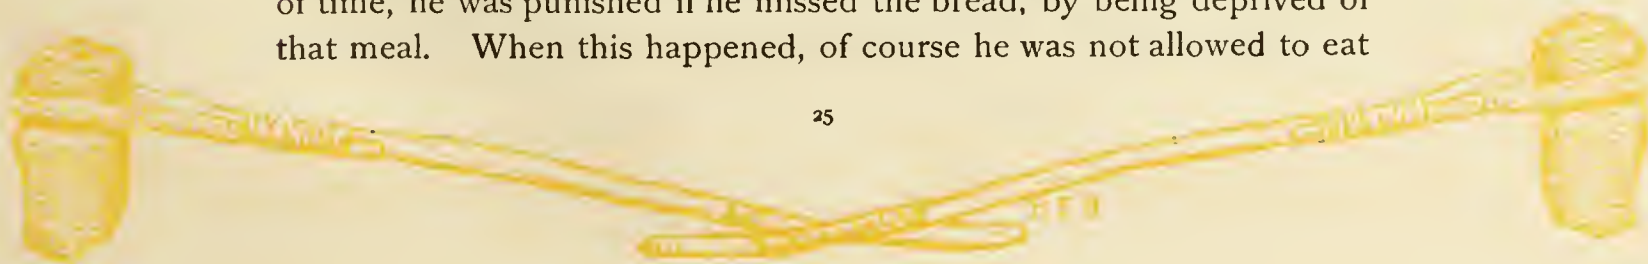 of time, he was punished if he missed the bread, by being deprived of
that meal. When this happened, of course he was not allowed to eat
25